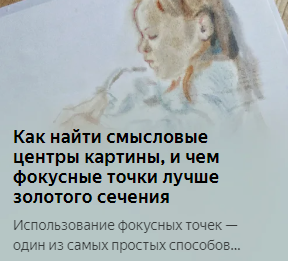 Как найти смысловые
центры картины, и чем
фокусные точки лучше
золотого сечения
Использование фокусных точек —
один из самых простых способов...